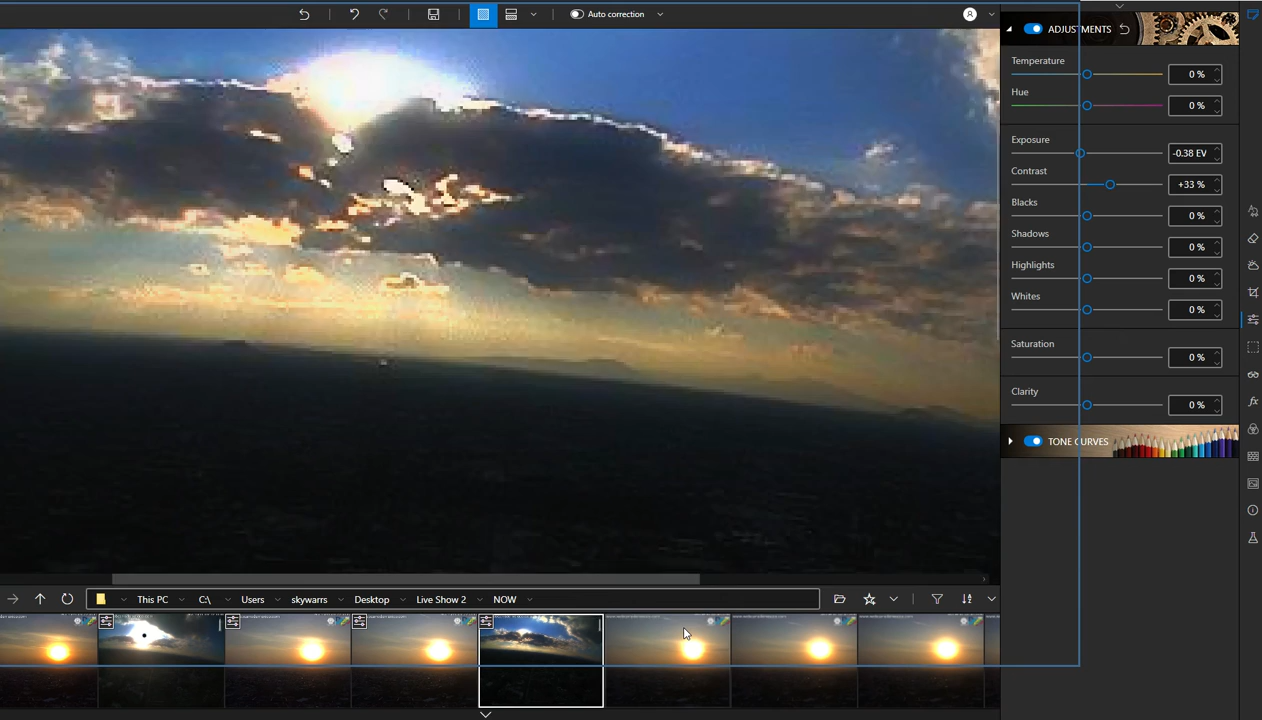 Auto correction
ADJUSTMENTS
Temperature
0 %
Hue
0 %
Exposure
-0.38 EV
Contrast
+33 %
Blacks
0 %
Shadows
0 %
Highlights
0 %
Whites
0 %
Saturation
0 %
Clarity
0 %
TONE CURVES
This PC C:\ Users skywarrs Desktop Live Show 2 NOW